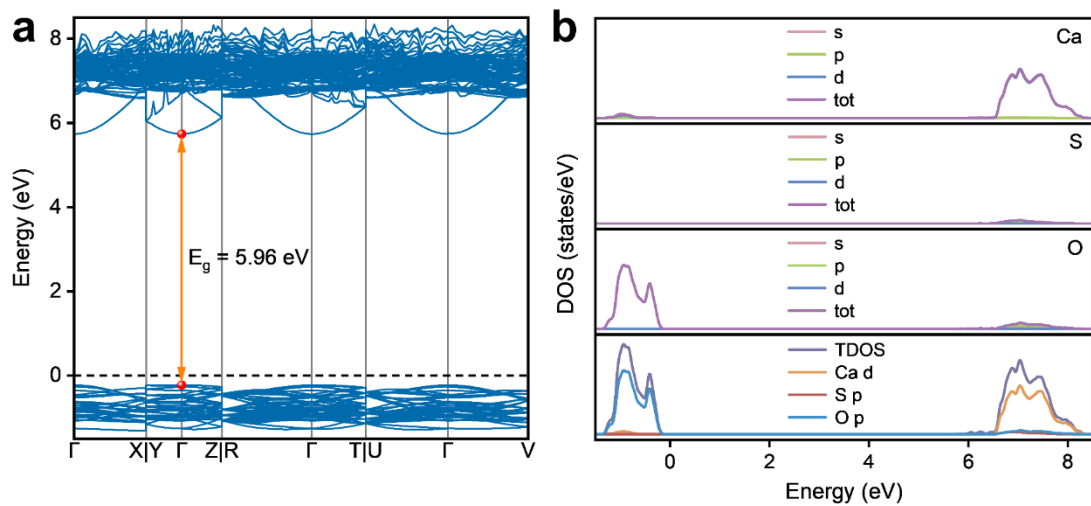 a
8
6
4
2
0
Energy (eV)
E_g = 5.96 eV
Γ X|Y Γ Z|R Γ T|U Γ V
b
s
p
d
tot
Ca
s
p
d
tot
S
s
p
d
tot
O
TDOS
Ca d
S p
O p
DOS (states/eV)
0 2 4 6 8
Energy (eV)